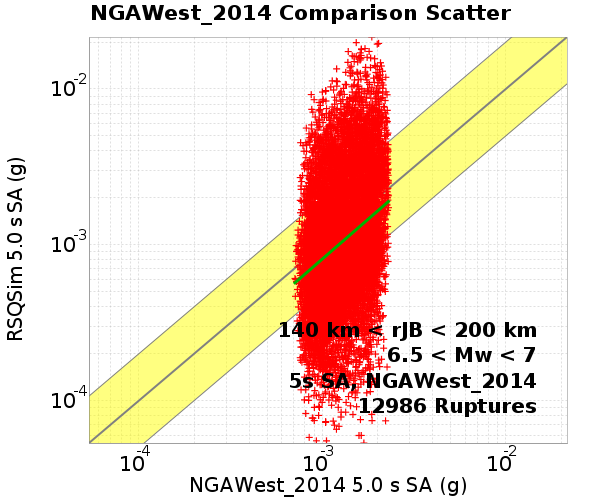 NGAWest_2014 Comparison Scatter
RSQSim 5.0 s SA (g)
10-2
10-3
10-4
140 km < rJB < 200 km
6.5 < Mw < 7
5s SA, NGAWest_2014
12986 Ruptures
10-4 10-3 10-2
NGAWest_2014 5.0 s SA (g)